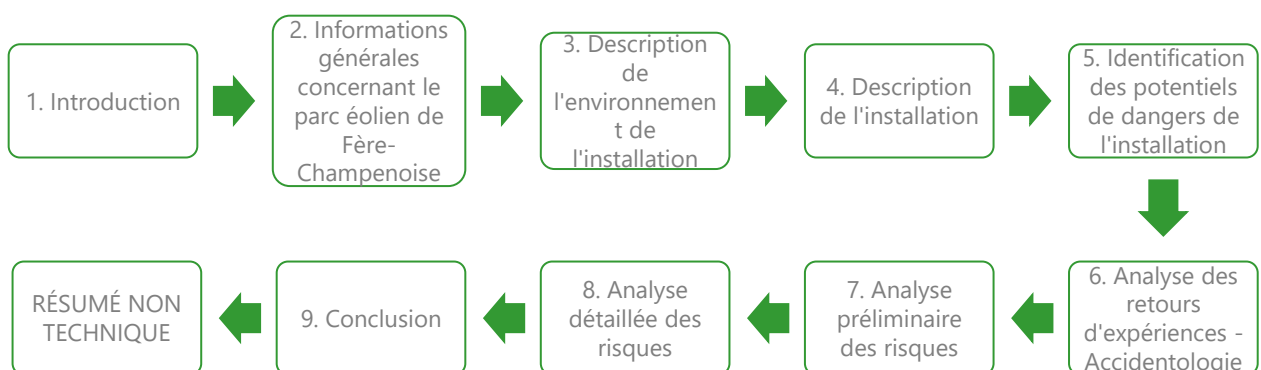 1. Introduction
2. Informations
générales
concernant le
parc éolien de
Fère-
Champenoise
3. Description
de
l'environnemen
t de
l'installation
4. Description
de l'installation
5. Identification
des potentiels
de dangers de
l'installation
6. Analyse des
retours
d'expériences -
Accidentologie
7. Analyse
préliminaire
des risques
8. Analyse
détaillée des
risques
9. Conclusion
RÉSUMÉ NON
TECHNIQUE